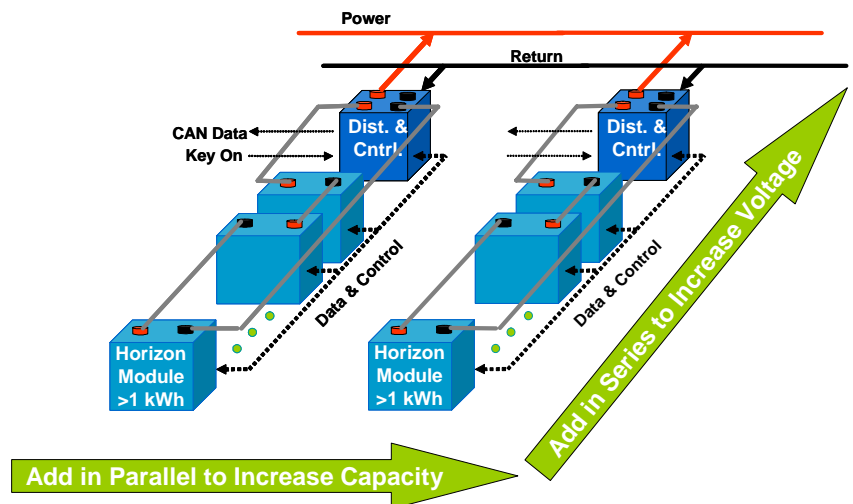 Power
Return
Dist. &
Cntrl.
Dist. &
Cntrl.
CAN Data
Key On
Data & Control
Data & Control
Horizon
Module
>1 kWh
Horizon
Module
>1 kWh
Add in Series to Increase Voltage
Add in Parallel to Increase Capacity